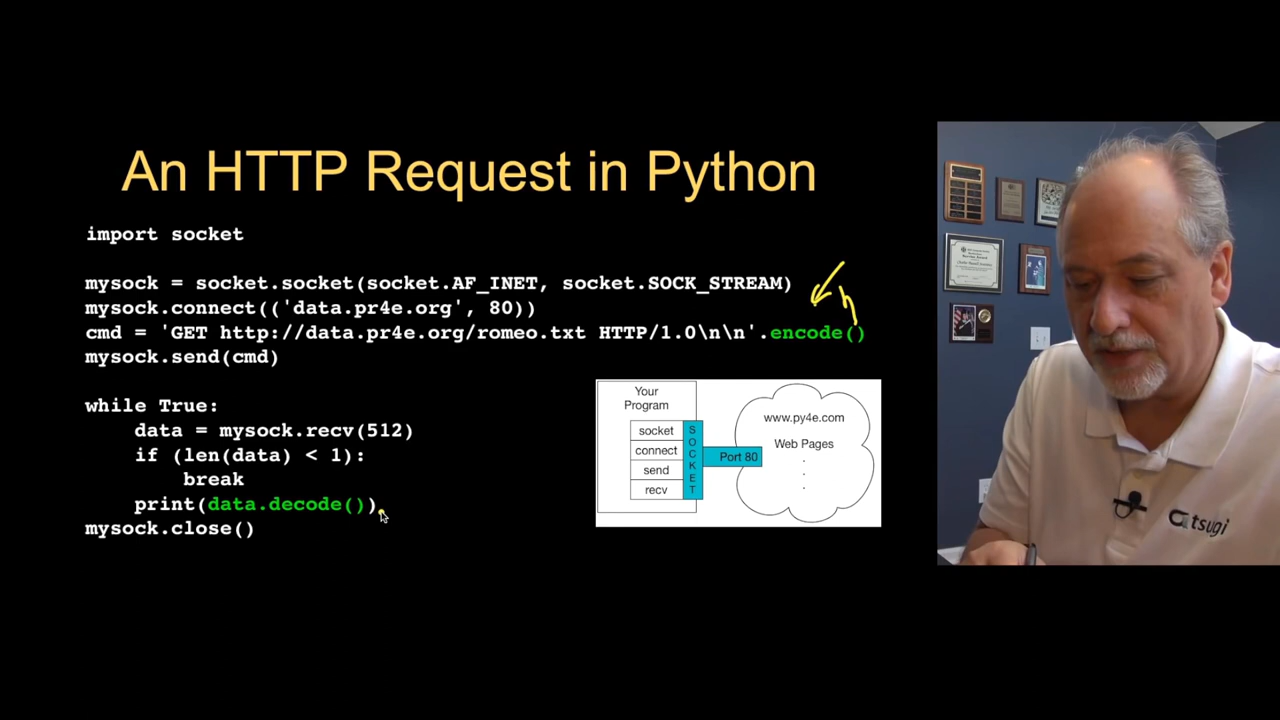 An HTTP Request in Python
import socket
mysock = socket.socket(socket.AF_INET, socket.SOCK_STREAM)
mysock.connect(('data.pr4e.org', 80))
cmd = 'GET http://data.pr4e.org/romeo.txt HTTP/1.0\n\n'.encode()
mysock.send(cmd)
while True:
    data = mysock.recv(512)
    if (len(data) < 1):
        break
    print(data.decode())
mysock.close()
Your
Program
socket
connect
send
recv
SOCKET
Port 80
www.py4e.com
Web Pages
.
.
.
tsugi